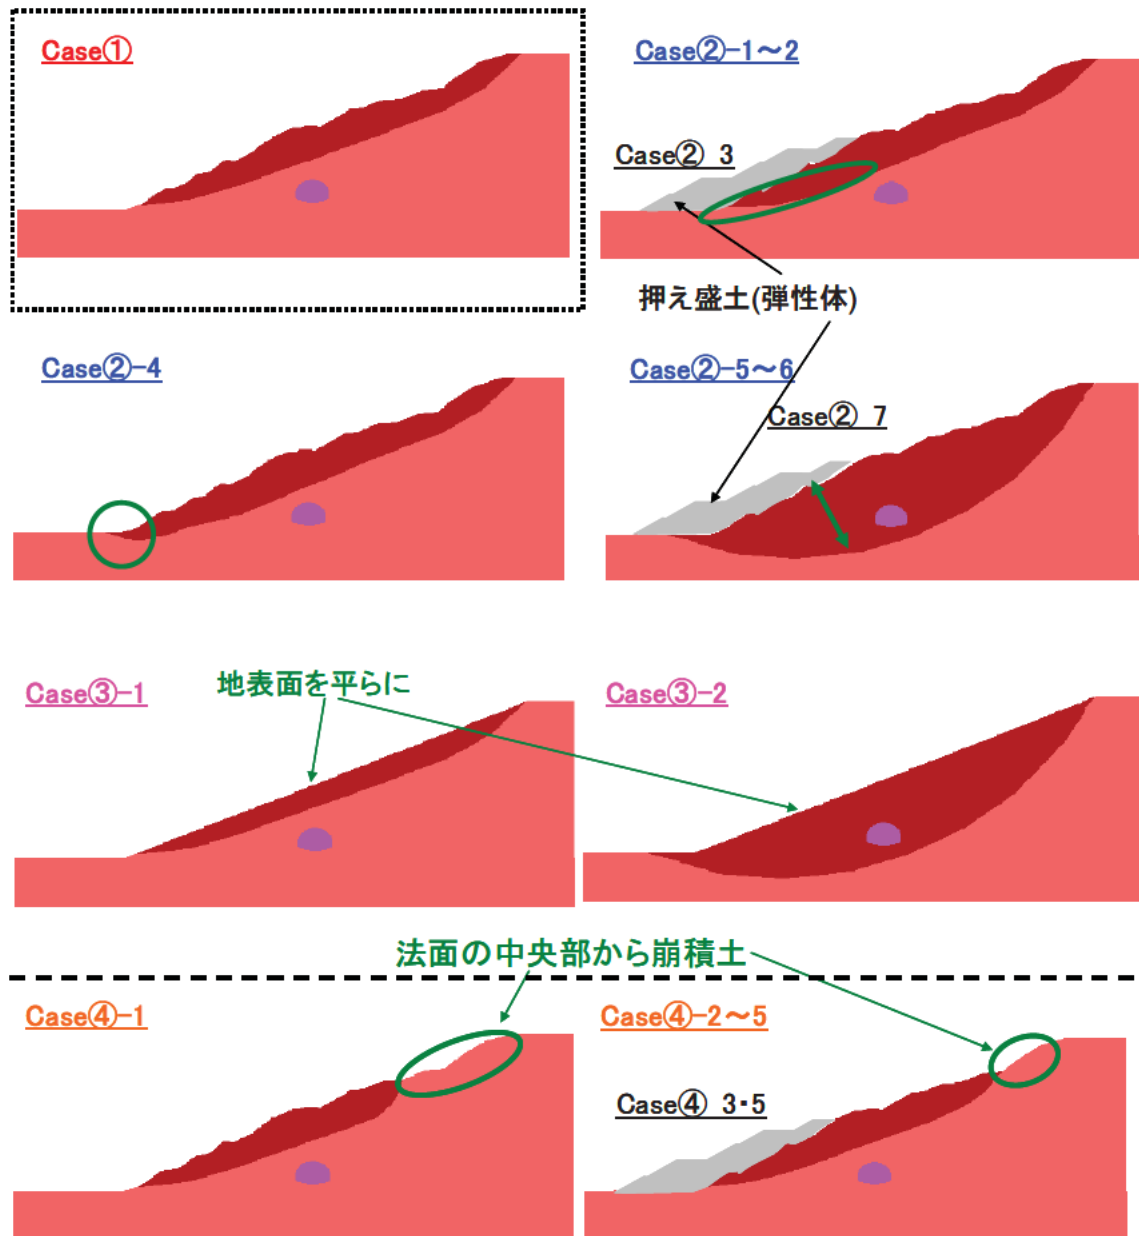 Case①
Case②-1～2
Case② 3
押え盛土(弾性体)
Case②-4
Case②-5～6
Case② 7
Case③-1
地表面を平らに
Case③-2
法面の中央部から崩積土
Case④-1
Case④-2～5
Case④ 3・5